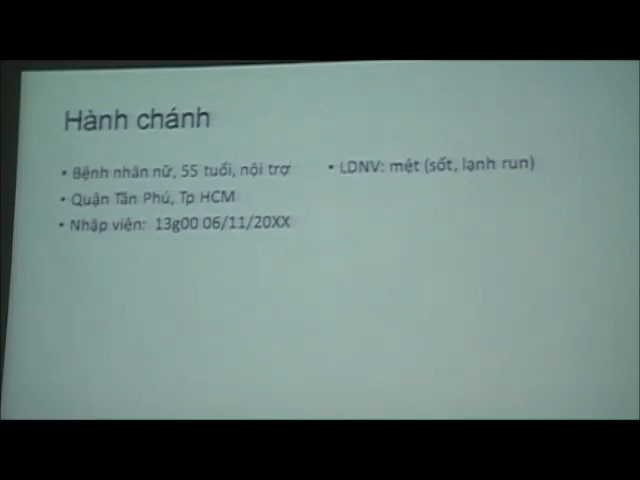 Hành chánh
• Bệnh nhân nữ, 55 tuổi, nội trợ
• Quận Tân Phú, Tp HCM
• Nhập viện: 13g00 06/11/20XX
• LDNV: mệt (sốt, lạnh run)